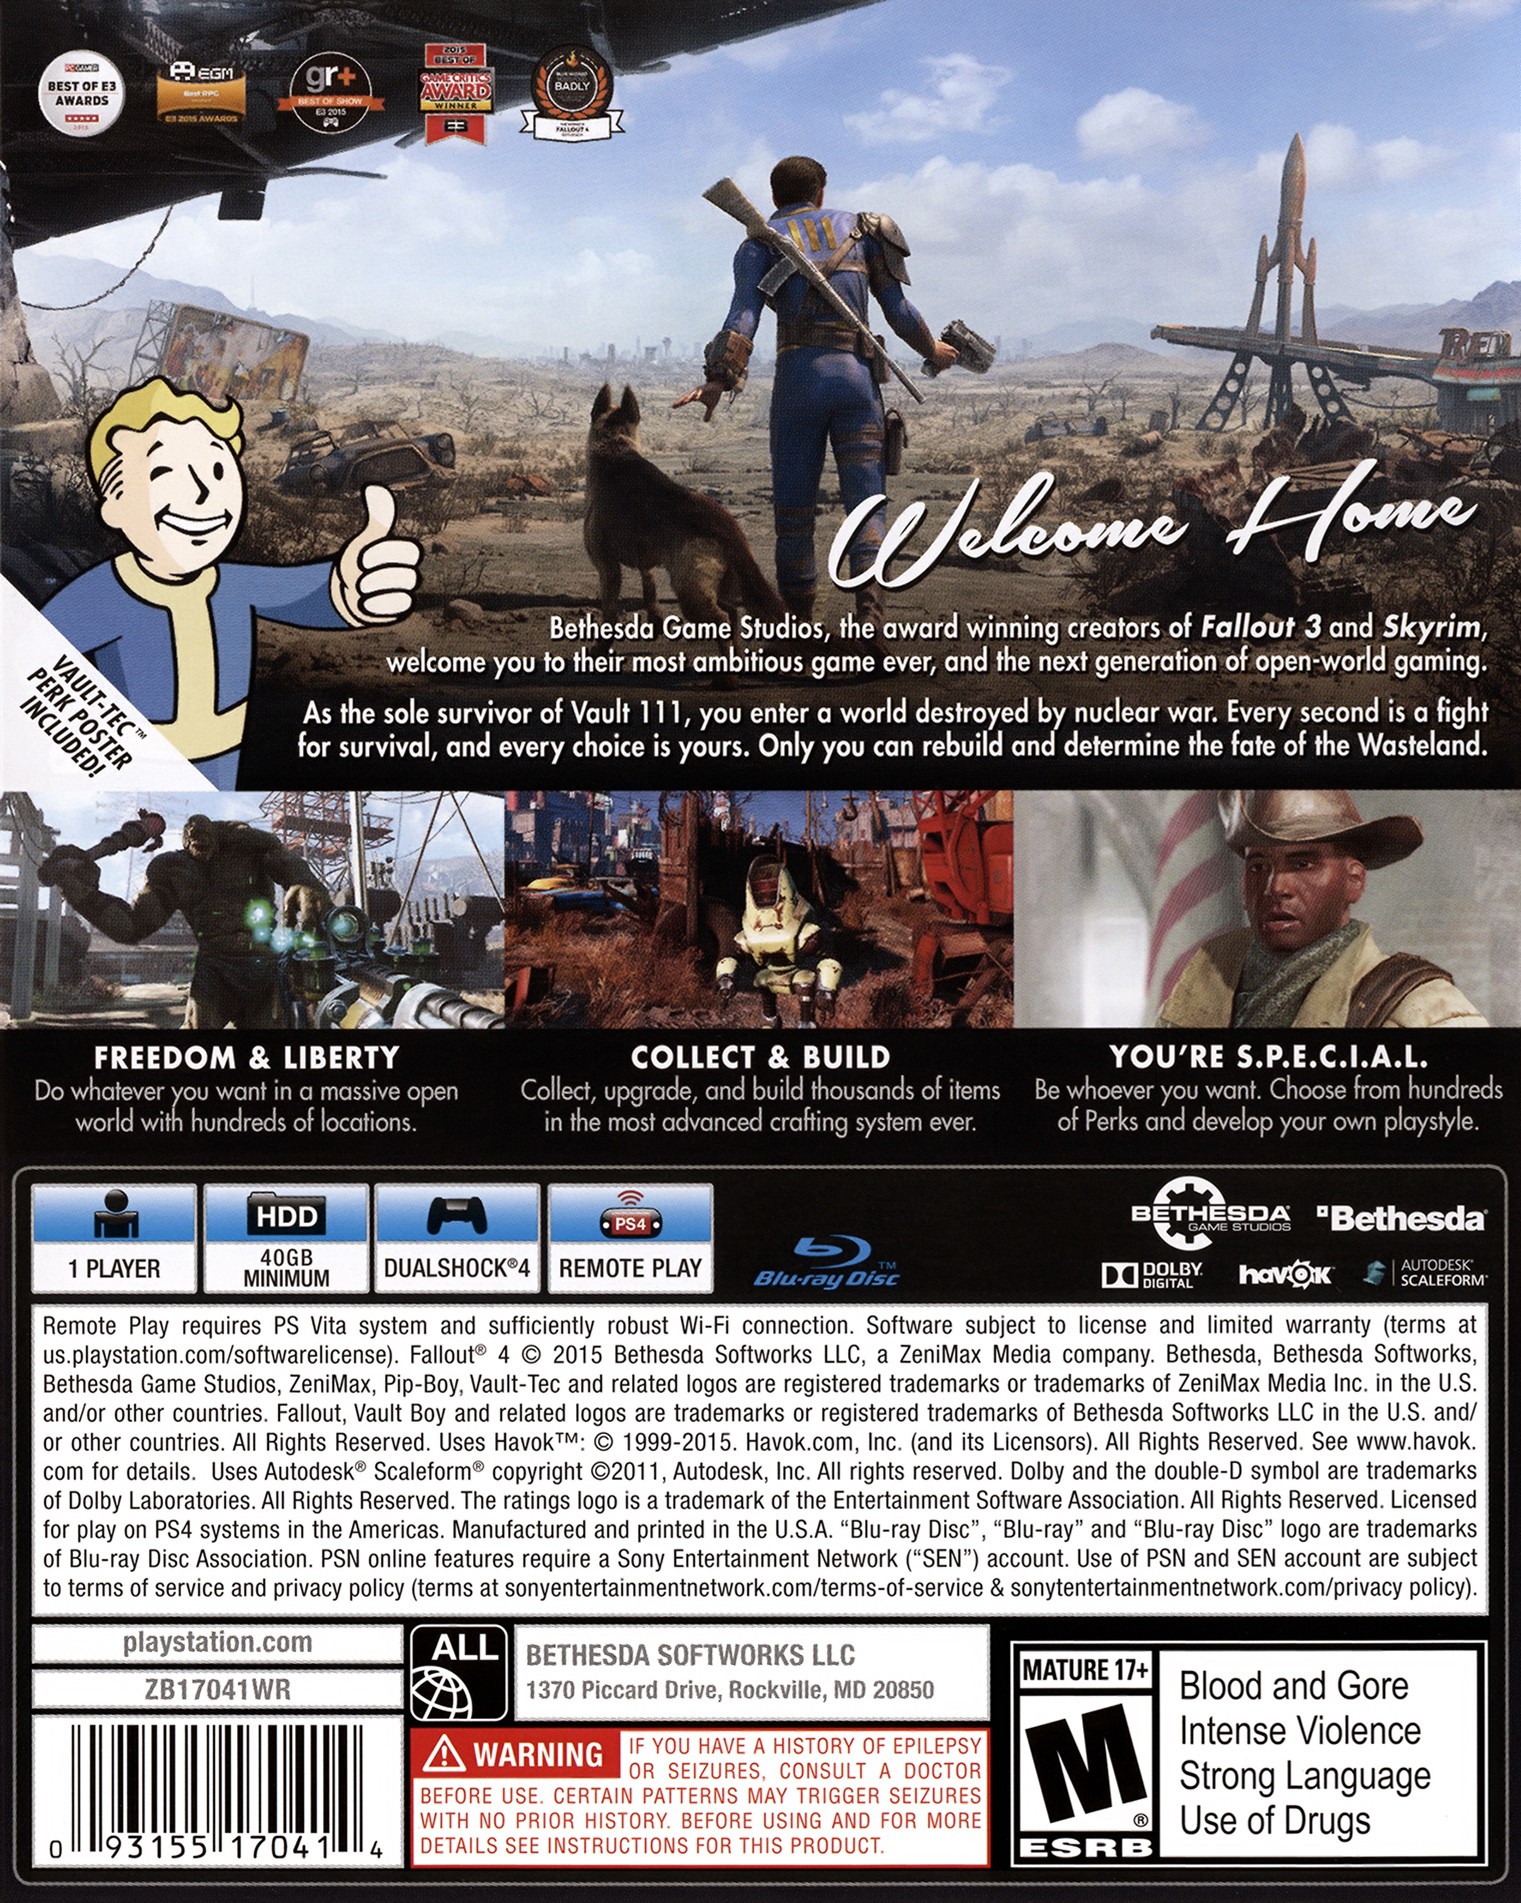 PC GAMER
BEST OF E3
AWARDS
2015
EGM
Best RPG
E3 2015 AWARDS
gr+
BEST OF SHOW
E3 2015
2015
BEST OF
GAME CRITICS
AWARD
WINNER
E3
BADLY
FALLOUT 4
111
RED
Welcome Home
Bethesda Game Studios, the award winning creators of Fallout 3 and Skyrim,
welcome you to their most ambitious game ever, and the next generation of open-world gaming.
As the sole survivor of Vault 111, you enter a world destroyed by nuclear war. Every second is a fight
for survival, and every choice is yours. Only you can rebuild and determine the fate of the Wasteland.
VAULT-TEC™
PERK POSTER
INCLUDED!
FREEDOM & LIBERTY
Do whatever you want in a massive open
world with hundreds of locations.
COLLECT & BUILD
Collect, upgrade, and build thousands of items
in the most advanced crafting system ever.
YOU'RE S.P.E.C.I.A.L.
Be whoever you want. Choose from hundreds
of Perks and develop your own playstyle.
1 PLAYER
HDD
40GB
MINIMUM
DUALSHOCK®4
PS4
REMOTE PLAY
Blu-ray Disc™
BETHESDA
GAME STUDIOS
Bethesda®
DOLBY
DIGITAL
havok
AUTODESK®
SCALEFORM®
Remote Play requires PS Vita system and sufficiently robust Wi-Fi connection. Software subject to license and limited warranty (terms at
us.playstation.com/softwarelicense). Fallout® 4 © 2015 Bethesda Softworks LLC, a ZeniMax Media company. Bethesda, Bethesda Softworks,
Bethesda Game Studios, ZeniMax, Pip-Boy, Vault-Tec and related logos are registered trademarks or trademarks of ZeniMax Media Inc. in the U.S.
and/or other countries. Fallout, Vault Boy and related logos are trademarks or registered trademarks of Bethesda Softworks LLC in the U.S. and/
or other countries. All Rights Reserved. Uses Havok™: © 1999-2015. Havok.com, Inc. (and its Licensors). All Rights Reserved. See www.havok.
com for details. Uses Autodesk® Scaleform® copyright ©2011, Autodesk, Inc. All rights reserved. Dolby and the double-D symbol are trademarks
of Dolby Laboratories. All Rights Reserved. The ratings logo is a trademark of the Entertainment Software Association. All Rights Reserved. Licensed
for play on PS4 systems in the Americas. Manufactured and printed in the U.S.A. “Blu-ray Disc”, “Blu-ray” and “Blu-ray Disc” logo are trademarks
of Blu-ray Disc Association. PSN online features require a Sony Entertainment Network (“SEN”) account. Use of PSN and SEN account are subject
to terms of service and privacy policy (terms at sonyentertainmentnetwork.com/terms-of-service & sonytentertainmentnetwork.com/privacy policy).
playstation.com
ZB17041WR
0 93155 17041 4
ALL
BETHESDA SOFTWORKS LLC
1370 Piccard Drive, Rockville, MD 20850
WARNING
IF YOU HAVE A HISTORY OF EPILEPSY
OR SEIZURES, CONSULT A DOCTOR
BEFORE USE. CERTAIN PATTERNS MAY TRIGGER SEIZURES
WITH NO PRIOR HISTORY. BEFORE USING AND FOR MORE
DETAILS SEE INSTRUCTIONS FOR THIS PRODUCT.
MATURE 17+
M®
ESRB
Blood and Gore
Intense Violence
Strong Language
Use of Drugs